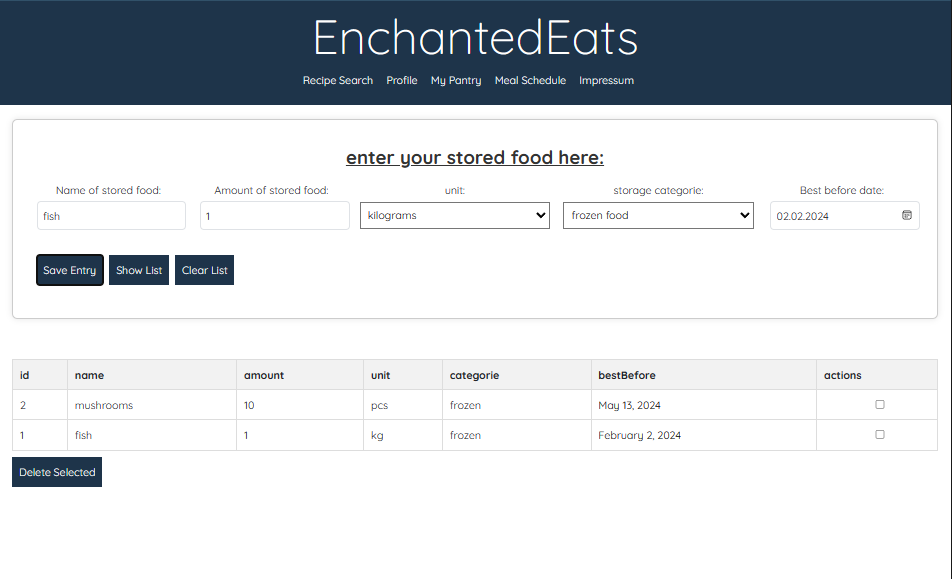 EnchantedEats
Recipe Search Profile My Pantry Meal Schedule Impressum
enter your stored food here:
Name of stored food: Amount of stored food: unit: storage categorie: Best before date:
fish 1 kilograms frozen food 02.02.2024
Save Entry Show List Clear List
id name amount unit categorie bestBefore actions
2 mushrooms 10 pcs frozen May 13, 2024
1 fish 1 kg frozen February 2, 2024
Delete Selected